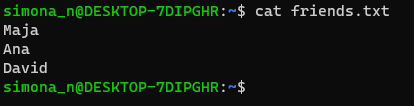 simona_n@DESKTOP-7DIPGHR:~$ cat friends.txt
Maja
Ana
David
simona_n@DESKTOP-7DIPGHR:~$